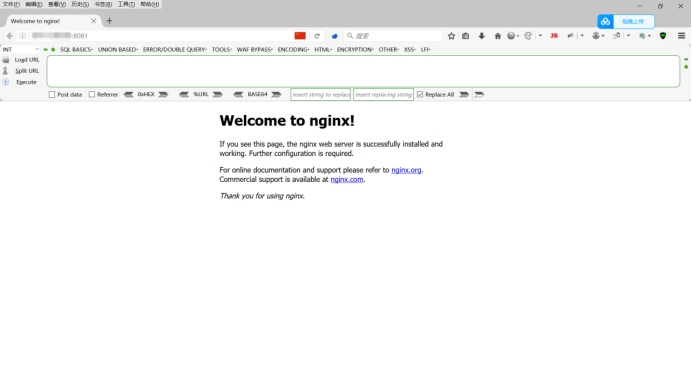 文件(F) 编辑(E) 查看(V) 历史(S) 书签(B) 工具(T) 帮助(H)
Welcome to nginx!
拖拽上传
:8081
搜索
JS
INT
SQL BASICS UNION BASED ERROR/DOUBLE QUERY TOOLS WAF BYPASS ENCODING HTML ENCRYPTION OTHER XSS LFI
Load URL
Split URL
Execute
Post data Referrer 0xHEX %URL BASE64 Insert string to replace Insert replacing string Replace All
Welcome to nginx!
If you see this page, the nginx web server is successfully installed and
working. Further configuration is required.
For online documentation and support please refer to nginx.org.
Commercial support is available at nginx.com.
Thank you for using nginx.